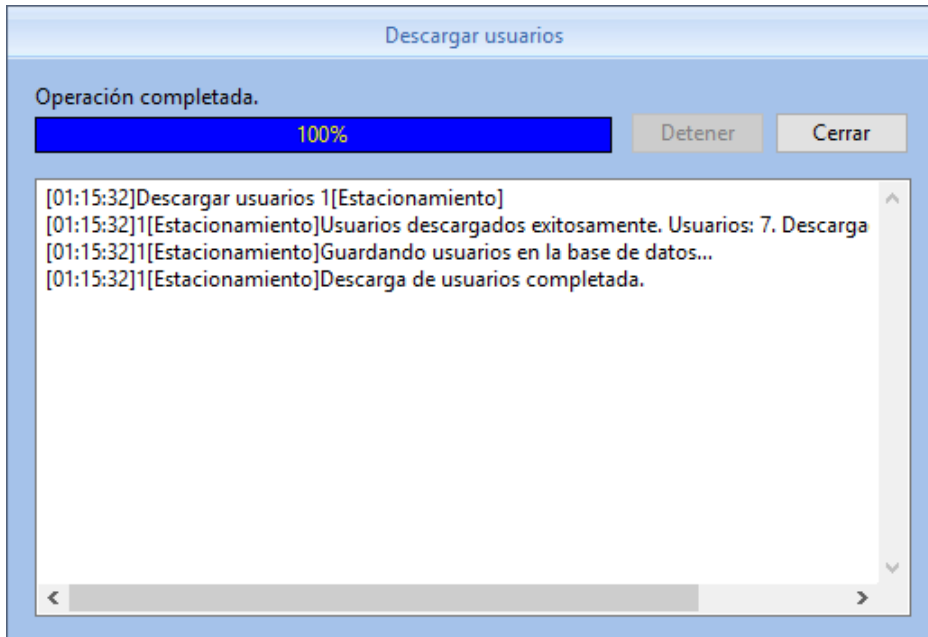 Descargar usuarios
Operación completada.
100%
Detener
Cerrar
[01:15:32]Descargar usuarios 1[Estacionamiento]
[01:15:32]1[Estacionamiento]Usuarios descargados exitosamente. Usuarios: 7. Descarga
[01:15:32]1[Estacionamiento]Guardando usuarios en la base de datos...
[01:15:32]1[Estacionamiento]Descarga de usuarios completada.